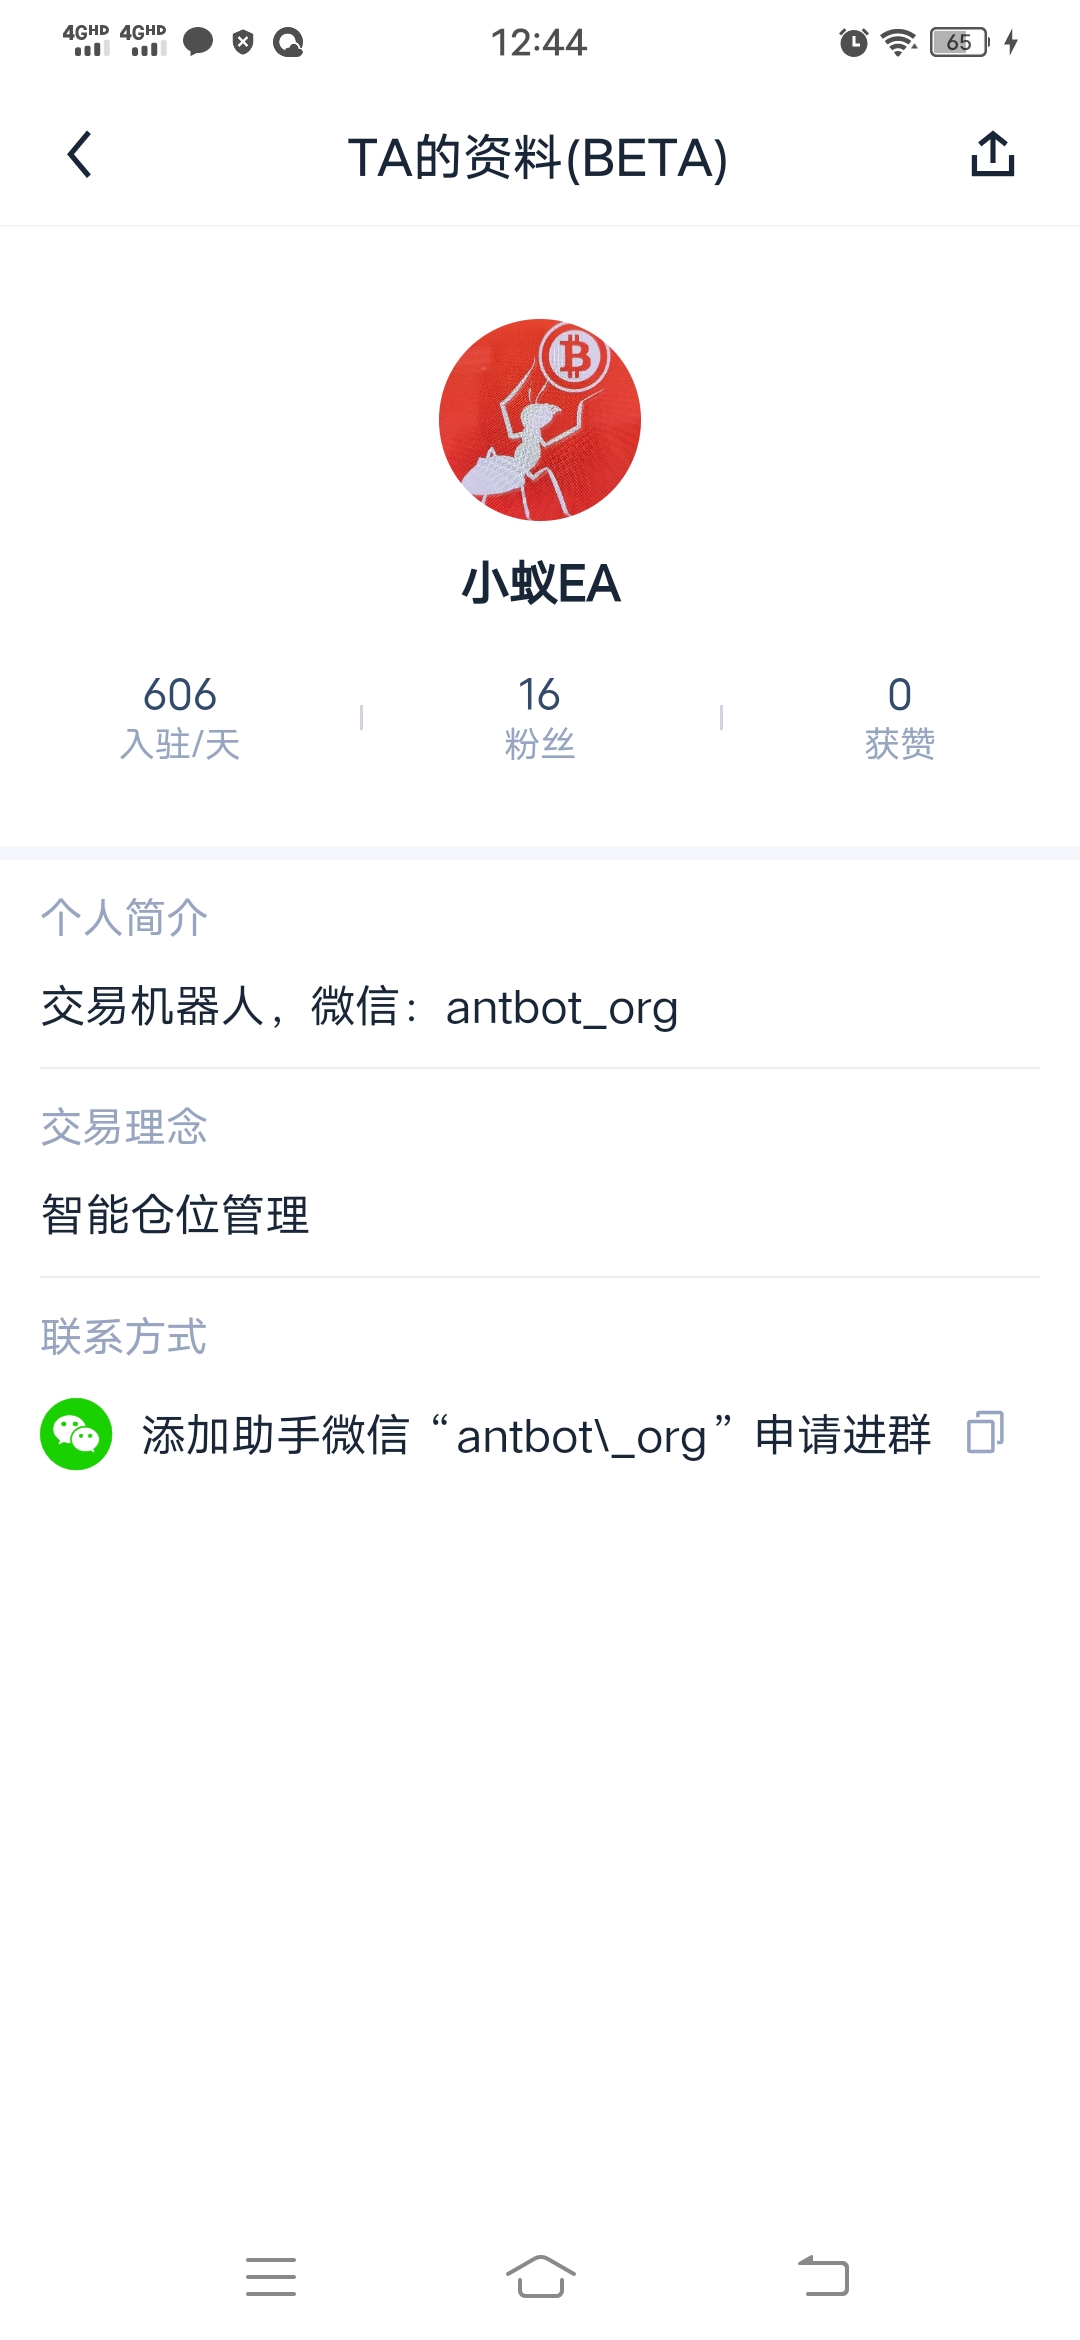 4GHD 4GHD 12:44 65
TA的资料(BETA)
₿
小蚁EA
606 16 0
入驻/天 粉丝 获赞
个人简介
交易机器人，微信：antbot_org
交易理念
智能仓位管理
联系方式
添加助手微信“antbot\_org”申请进群